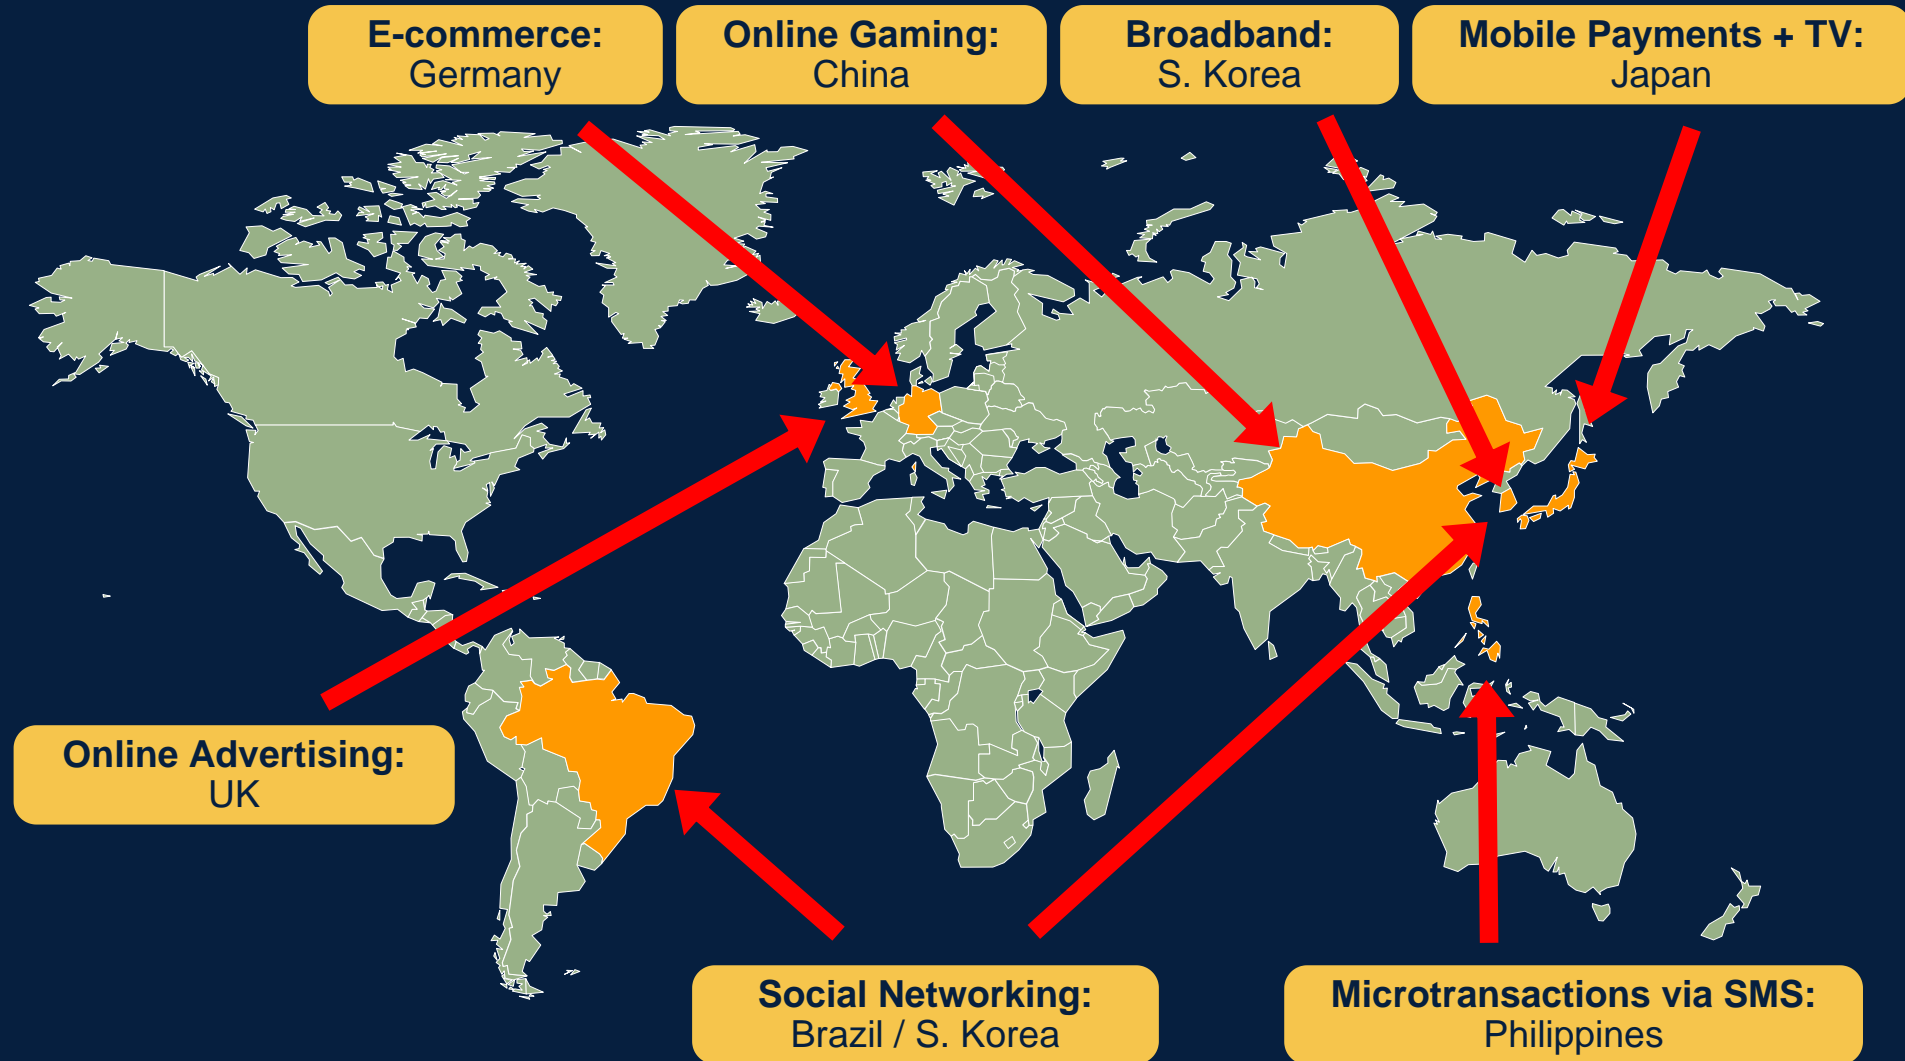 E-commerce:
Germany
Online Gaming:
China
Broadband:
S. Korea
Mobile Payments + TV:
Japan
Online Advertising:
UK
Social Networking:
Brazil / S. Korea
Microtransactions via SMS:
Philippines